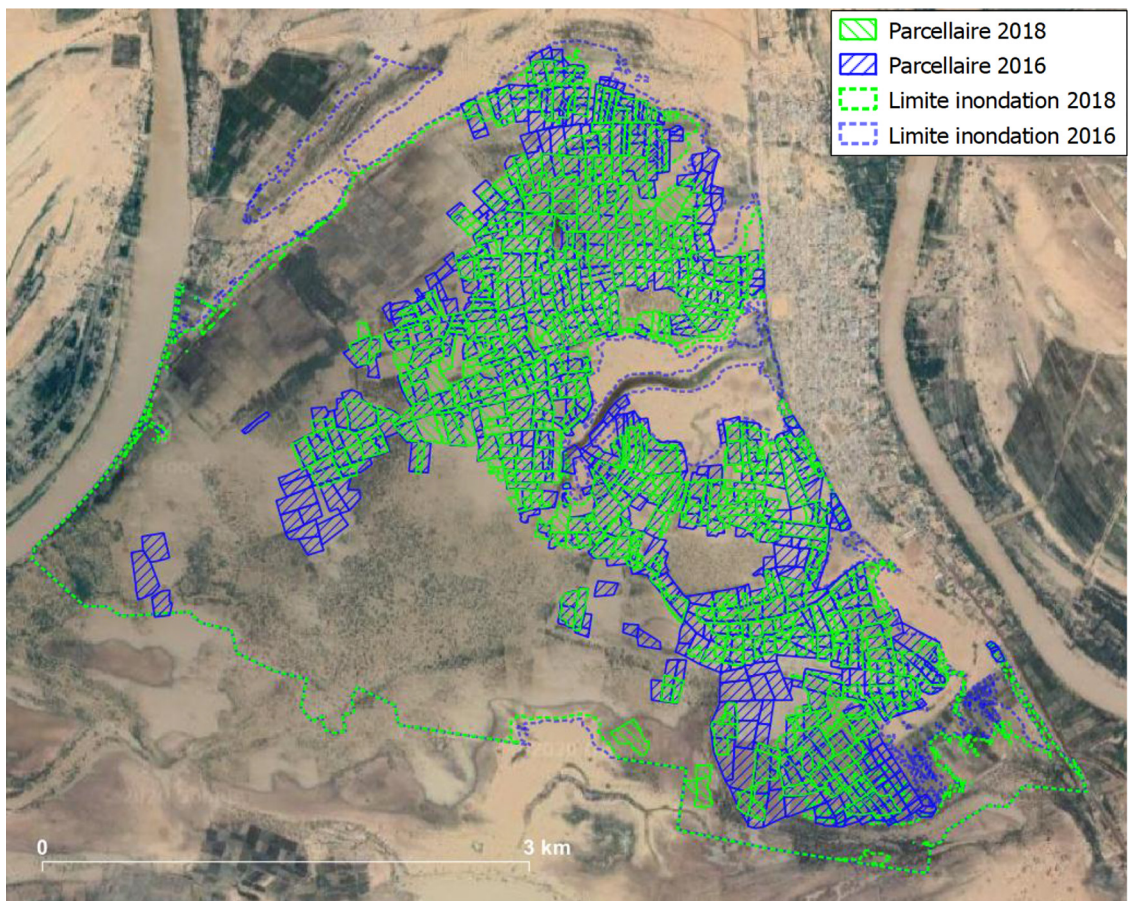 Parcellaire 2018
Parcellaire 2016
Limite inondation 2018
Limite inondation 2016
0 3 km